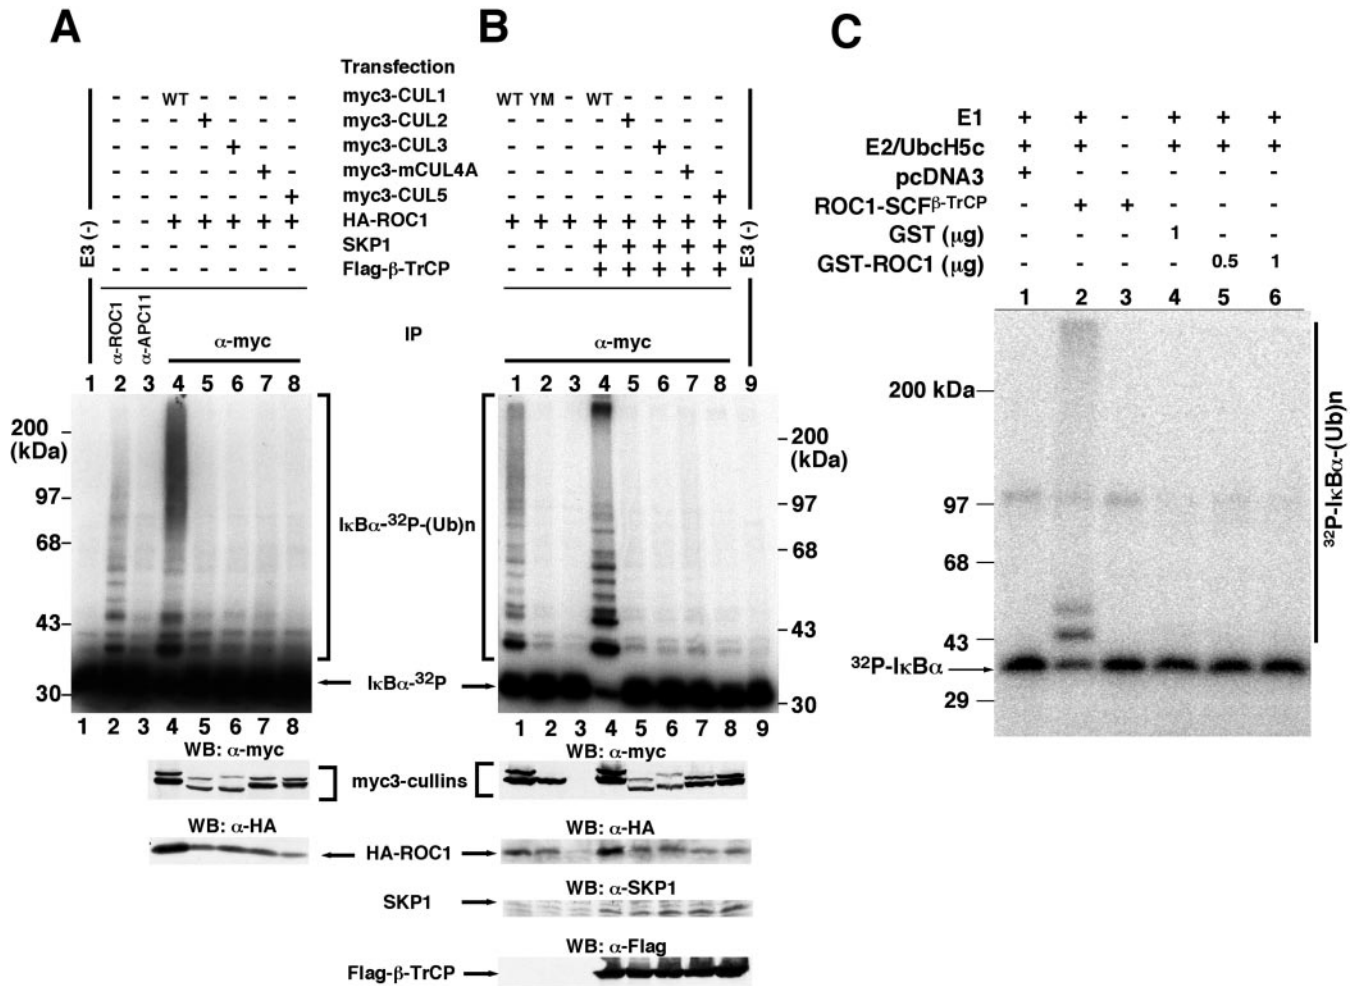 A
B
C
Transfection
- - WT - - - - myc3-CUL1 WT YM - WT - - - -
- - - + - - - myc3-CUL2 - - - - + - - -
- - - - + - - myc3-CUL3 - - - - - + - -
- - - - - + - myc3-mCUL4A - - - - - - + -
- - - - - - + myc3-CUL5 - - - - - - - +
- - + + + + + HA-ROC1 + + + + + + + +
- - - - - - - SKP1 - - - + + + + +
- - - - - - - Flag-β-TrCP - - - + + + + +
E3 (-)
E3 (-)
α-ROC1
α-APC11
α-myc
IP
α-myc
1 2 3 4 5 6 7 8
1 2 3 4 5 6 7 8 9
200
(kDa)
97
68
43
30
IκBα-³²P-(Ub)n
IκBα-³²P
200
(kDa)
97
68
43
30
1 2 3 4 5 6 7 8
1 2 3 4 5 6 7 8 9
WB: α-myc
WB: α-myc
myc3-cullins
WB: α-HA
WB: α-HA
HA-ROC1
WB: α-SKP1
SKP1
WB: α-Flag
Flag-β-TrCP
E1 + + - + + +
E2/UbcH5c + + - + + +
pcDNA3 + - - - - -
ROC1-SCFβ-TrCP - + + - - -
GST (μg) - - - 1 - -
GST-ROC1 (μg) - - - - 0.5 1
1 2 3 4 5 6
200 kDa
97
68
43
³²P-IκBα
29
³²P-IκBα-(Ub)n